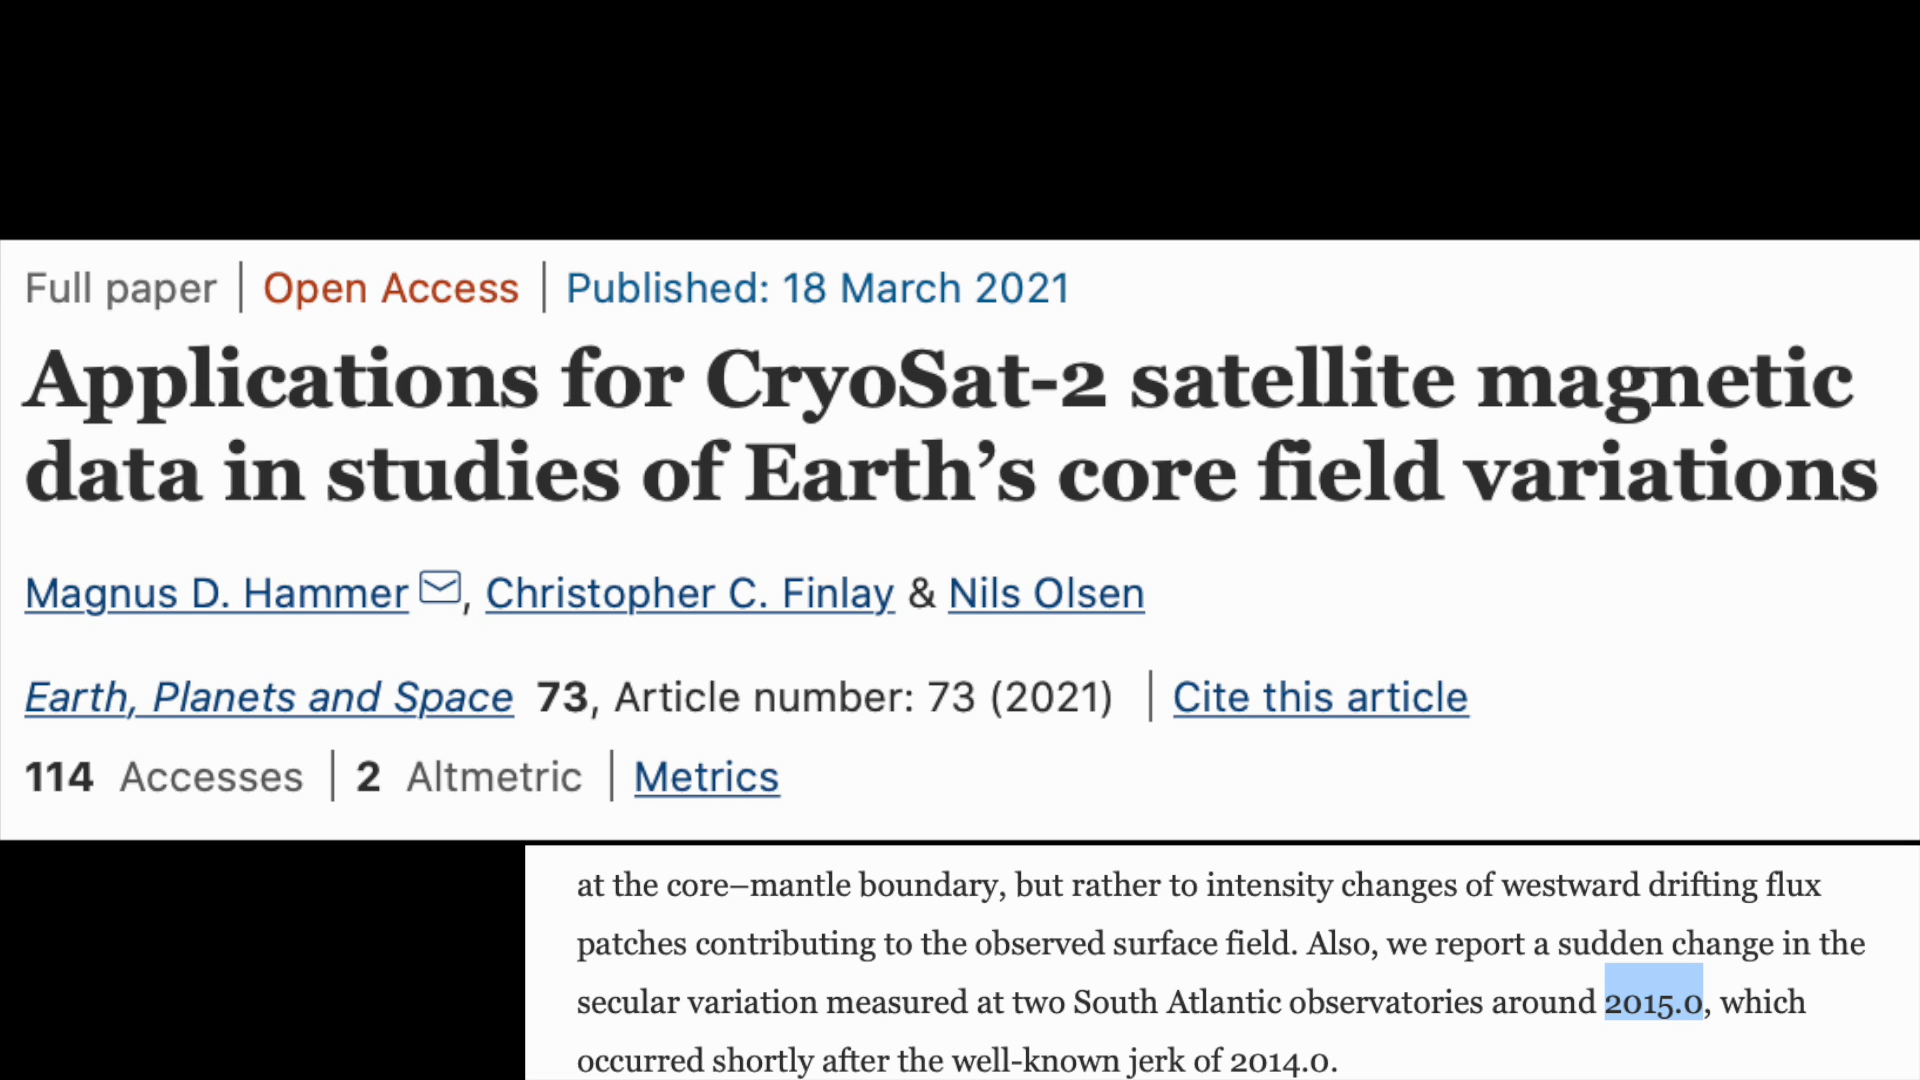 Full paper | Open Access | Published: 18 March 2021
Applications for CryoSat-2 satellite magnetic
data in studies of Earth’s core field variations
Magnus D. Hammer, Christopher C. Finlay & Nils Olsen
Earth, Planets and Space 73, Article number: 73 (2021) | Cite this article
114 Accesses | 2 Altmetric | Metrics
at the core–mantle boundary, but rather to intensity changes of westward drifting flux
patches contributing to the observed surface field. Also, we report a sudden change in the
secular variation measured at two South Atlantic observatories around 2015.0, which
occurred shortly after the well-known jerk of 2014.0.